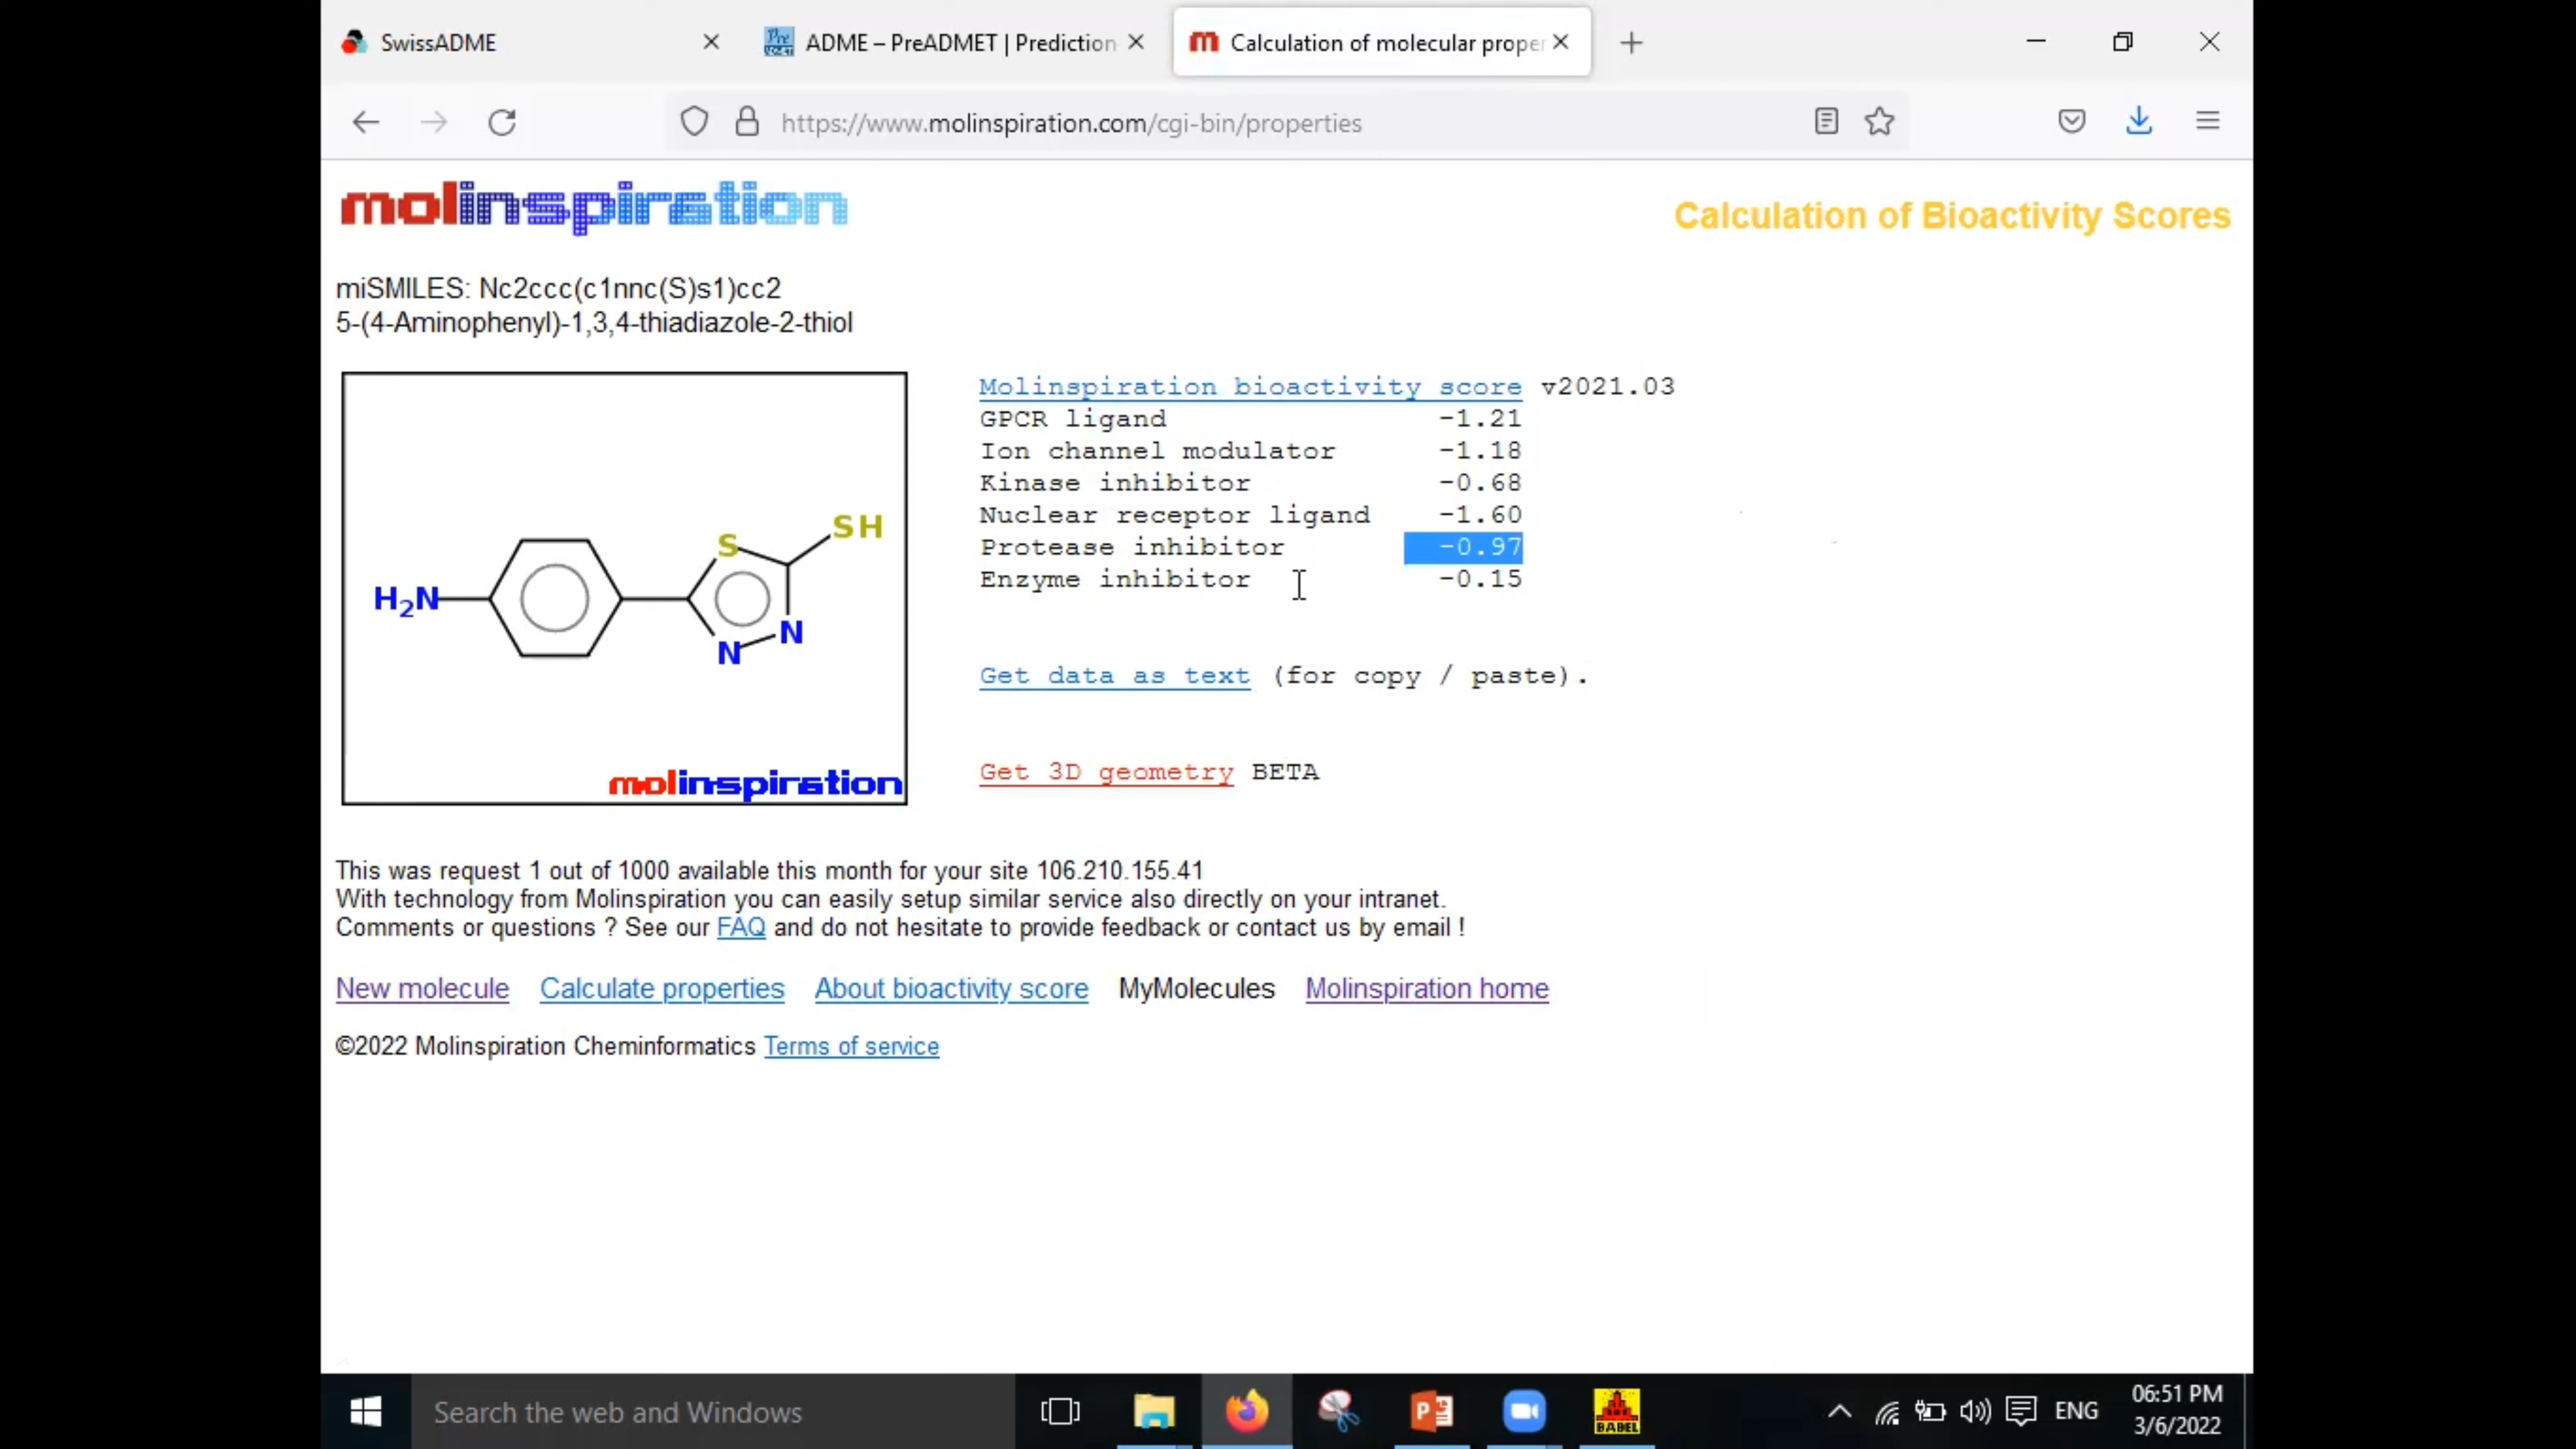 SwissADME
ADME – PreADMET | Prediction
Calculation of molecular proper
https://www.molinspiration.com/cgi-bin/properties
molinspiration
Calculation of Bioactivity Scores
miSMILES: Nc2ccc(c1nnc(S)s1)cc2
5-(4-Aminophenyl)-1,3,4-thiadiazole-2-thiol
Molinspiration bioactivity score v2021.03
GPCR ligand -1.21
Ion channel modulator -1.18
Kinase inhibitor -0.68
Nuclear receptor ligand -1.60
Protease inhibitor -0.97
Enzyme inhibitor -0.15
SH
S
H2N
N
N
molinspiration
Get data as text (for copy / paste).
Get 3D geometry BETA
This was request 1 out of 1000 available this month for your site 106.210.155.41
With technology from Molinspiration you can easily setup similar service also directly on your intranet.
Comments or questions ? See our FAQ and do not hesitate to provide feedback or contact us by email !
New molecule Calculate properties About bioactivity score MyMolecules Molinspiration home
©2022 Molinspiration Cheminformatics Terms of service
Search the web and Windows
BABEL
ENG
06:51 PM
3/6/2022